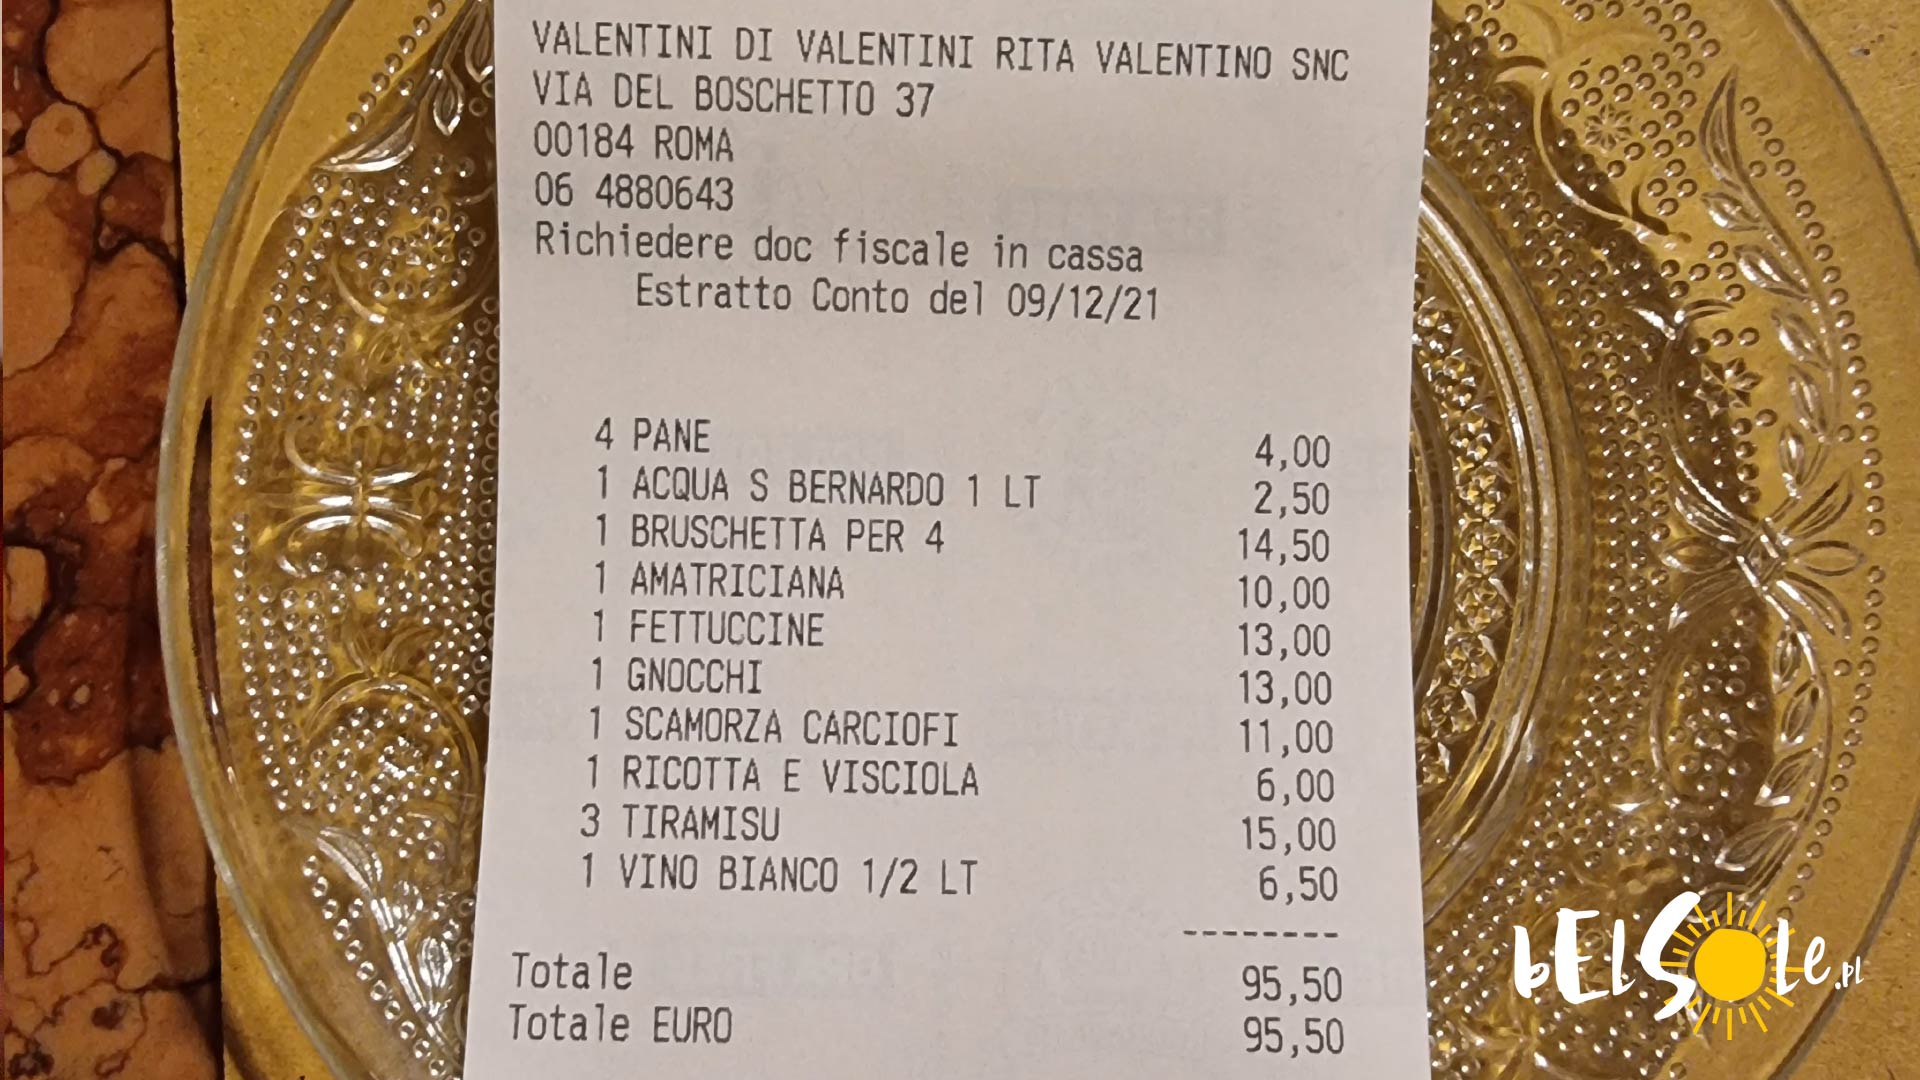 VALENTINI DI VALENTINI RITA VALENTINO SNC
VIA DEL BOSCHETTO 37
00184 ROMA
06 4880643
Richiedere doc fiscale in cassa
Estratto Conto del 09/12/21
4 PANE 4,00
1 ACQUA S BERNARDO 1 LT 2,50
1 BRUSCHETTA PER 4 14,50
1 AMATRICIANA 10,00
1 FETTUCCINE 13,00
1 GNOCCHI 13,00
1 SCAMORZA CARCIOFI 11,00
1 RICOTTA E VISCIOLA 6,00
3 TIRAMISU 15,00
1 VINO BIANCO 1/2 LT 6,50
--------
Totale 95,50
Totale EURO 95,50
bElSole.pl